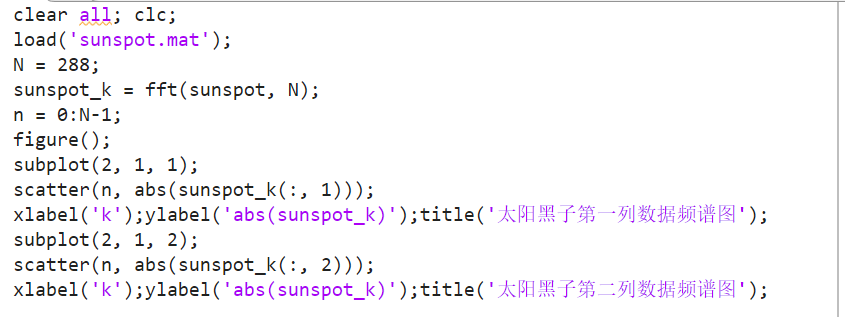 clear all; clc;
load('sunspot.mat');
N = 288;
sunspot_k = fft(sunspot, N);
n = 0:N-1;
figure();
subplot(2, 1, 1);
scatter(n, abs(sunspot_k(:, 1)));
xlabel('k');ylabel('abs(sunspot_k)');title('太阳黑子第一列数据频谱图');
subplot(2, 1, 2);
scatter(n, abs(sunspot_k(:, 2)));
xlabel('k');ylabel('abs(sunspot_k)');title('太阳黑子第二列数据频谱图');